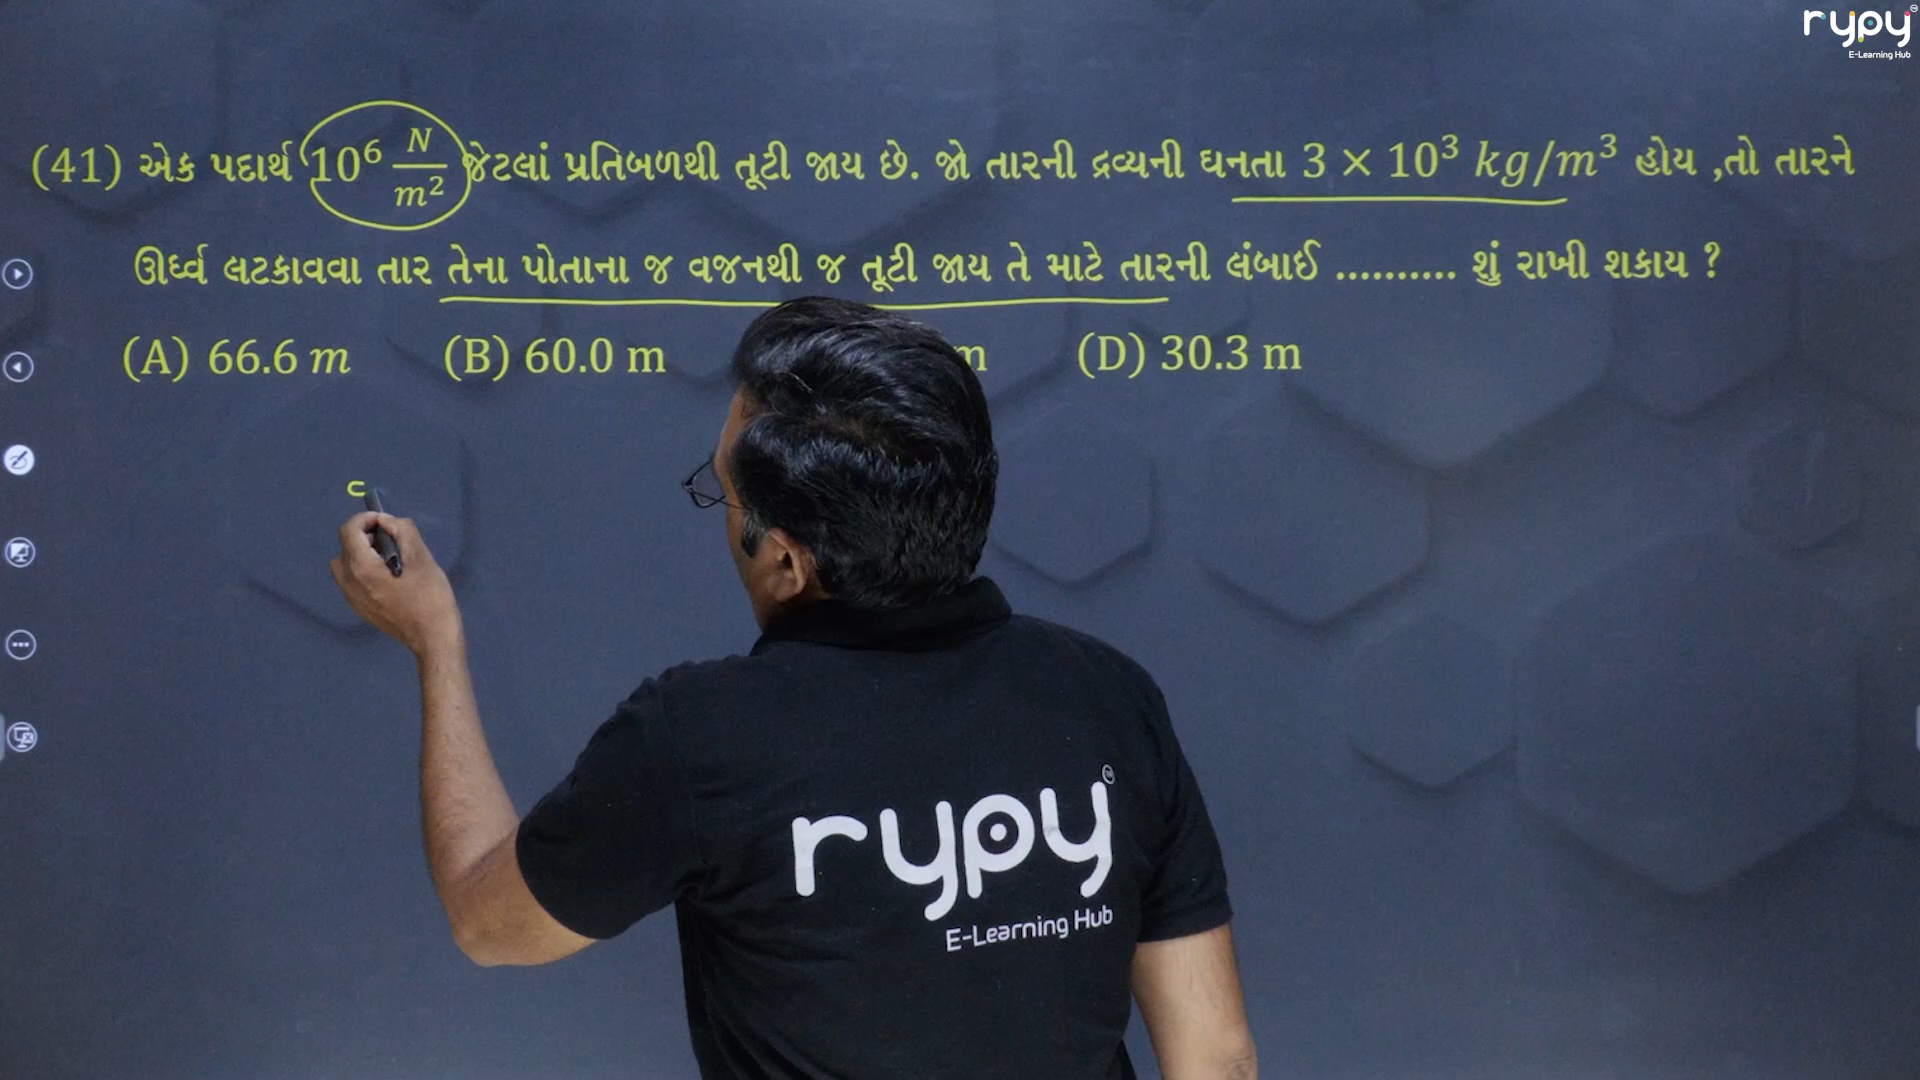 rypy
E-Learning Hub
(41) એક પદાર્થ 10⁶ N/m² જેટલાં પ્રતિબળથી તૂટી જાય છે. જો તારની દ્રવ્યની ઘનતા 3 × 10³ kg/m³ હોય ,તો તારને
ઊર્ધ્વ લટકાવવા તાર તેના પોતાના જ વજનથી જ તૂટી જાય તે માટે તારની લંબાઈ .......... શું રાખી શકાય ?
(A) 66.6 m (B) 60.0 m m (D) 30.3 m
rypy
E-Learning Hub